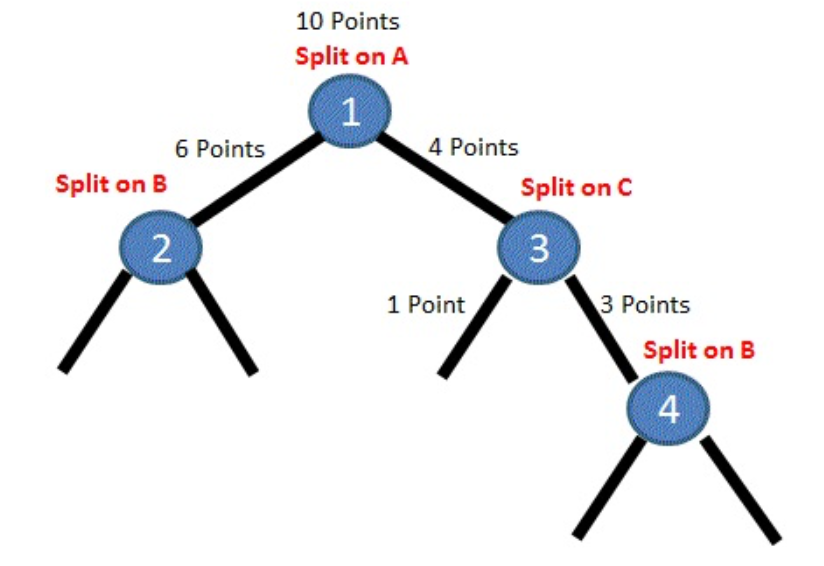 10 Points
Split on A
1
6 Points
4 Points
Split on B
Split on C
2
3
1 Point
3 Points
Split on B
4